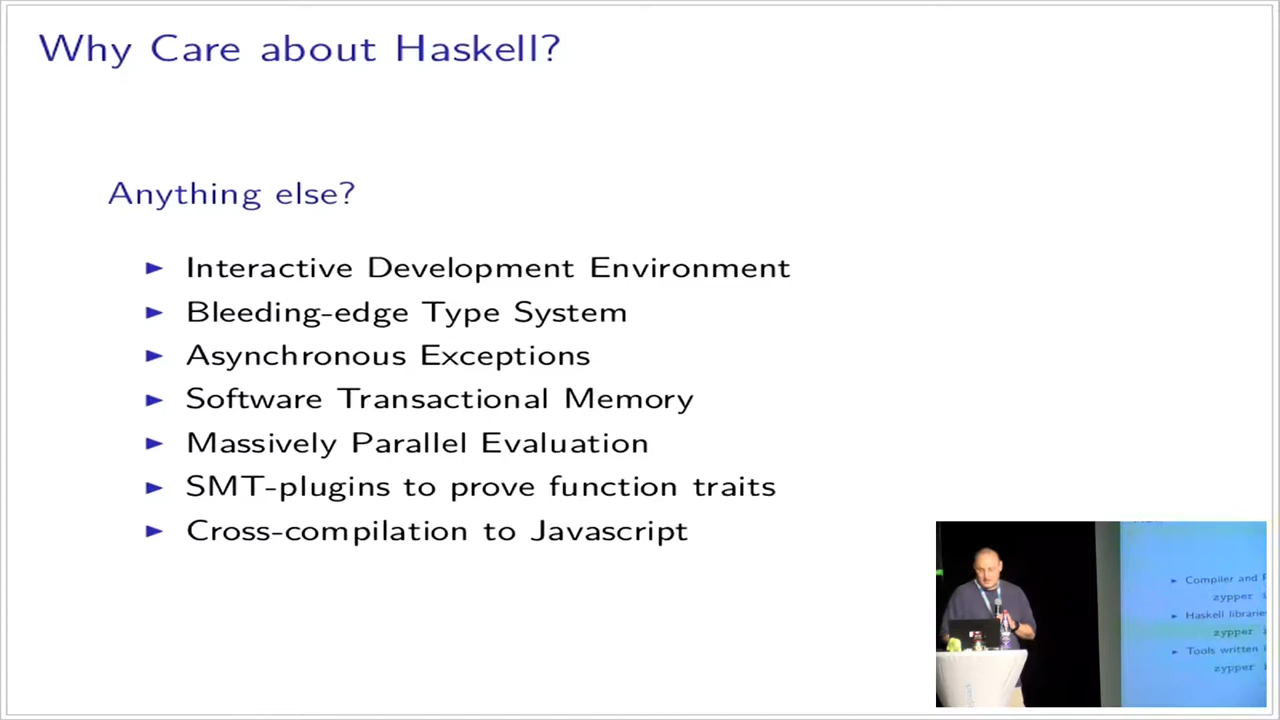 Why Care about Haskell?
Anything else?
Interactive Development Environment
Bleeding-edge Type System
Asynchronous Exceptions
Software Transactional Memory
Massively Parallel Evaluation
SMT-plugins to prove function traits
Cross-compilation to Javascript
Compiler and
zypper
Haskell librarie
zypper
Tools written i
zypper